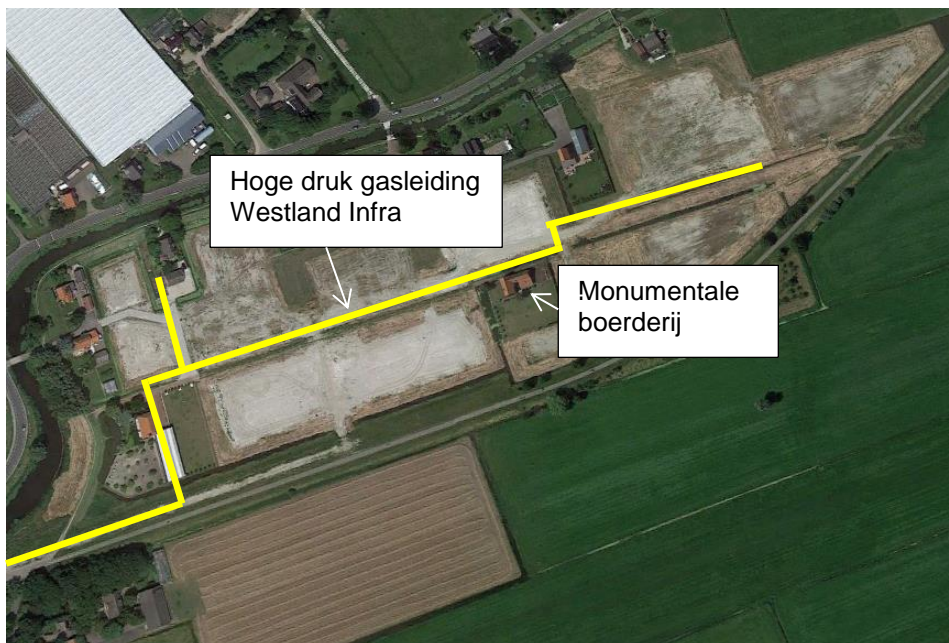 Hoge druk gasleiding
Westland Infra
Monumentale
boerderij